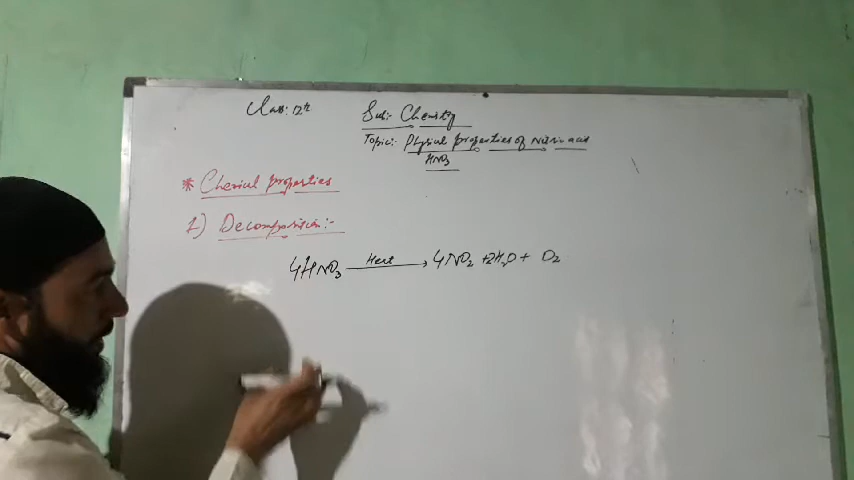 Class: 12th
Sub:- Chemistry
Topic:- Physical properties of Nitric acid
HNO3
* Chemical properties
1) Decomposition:-
4HNO3 Heat → 4NO2 + 2H2O + O2